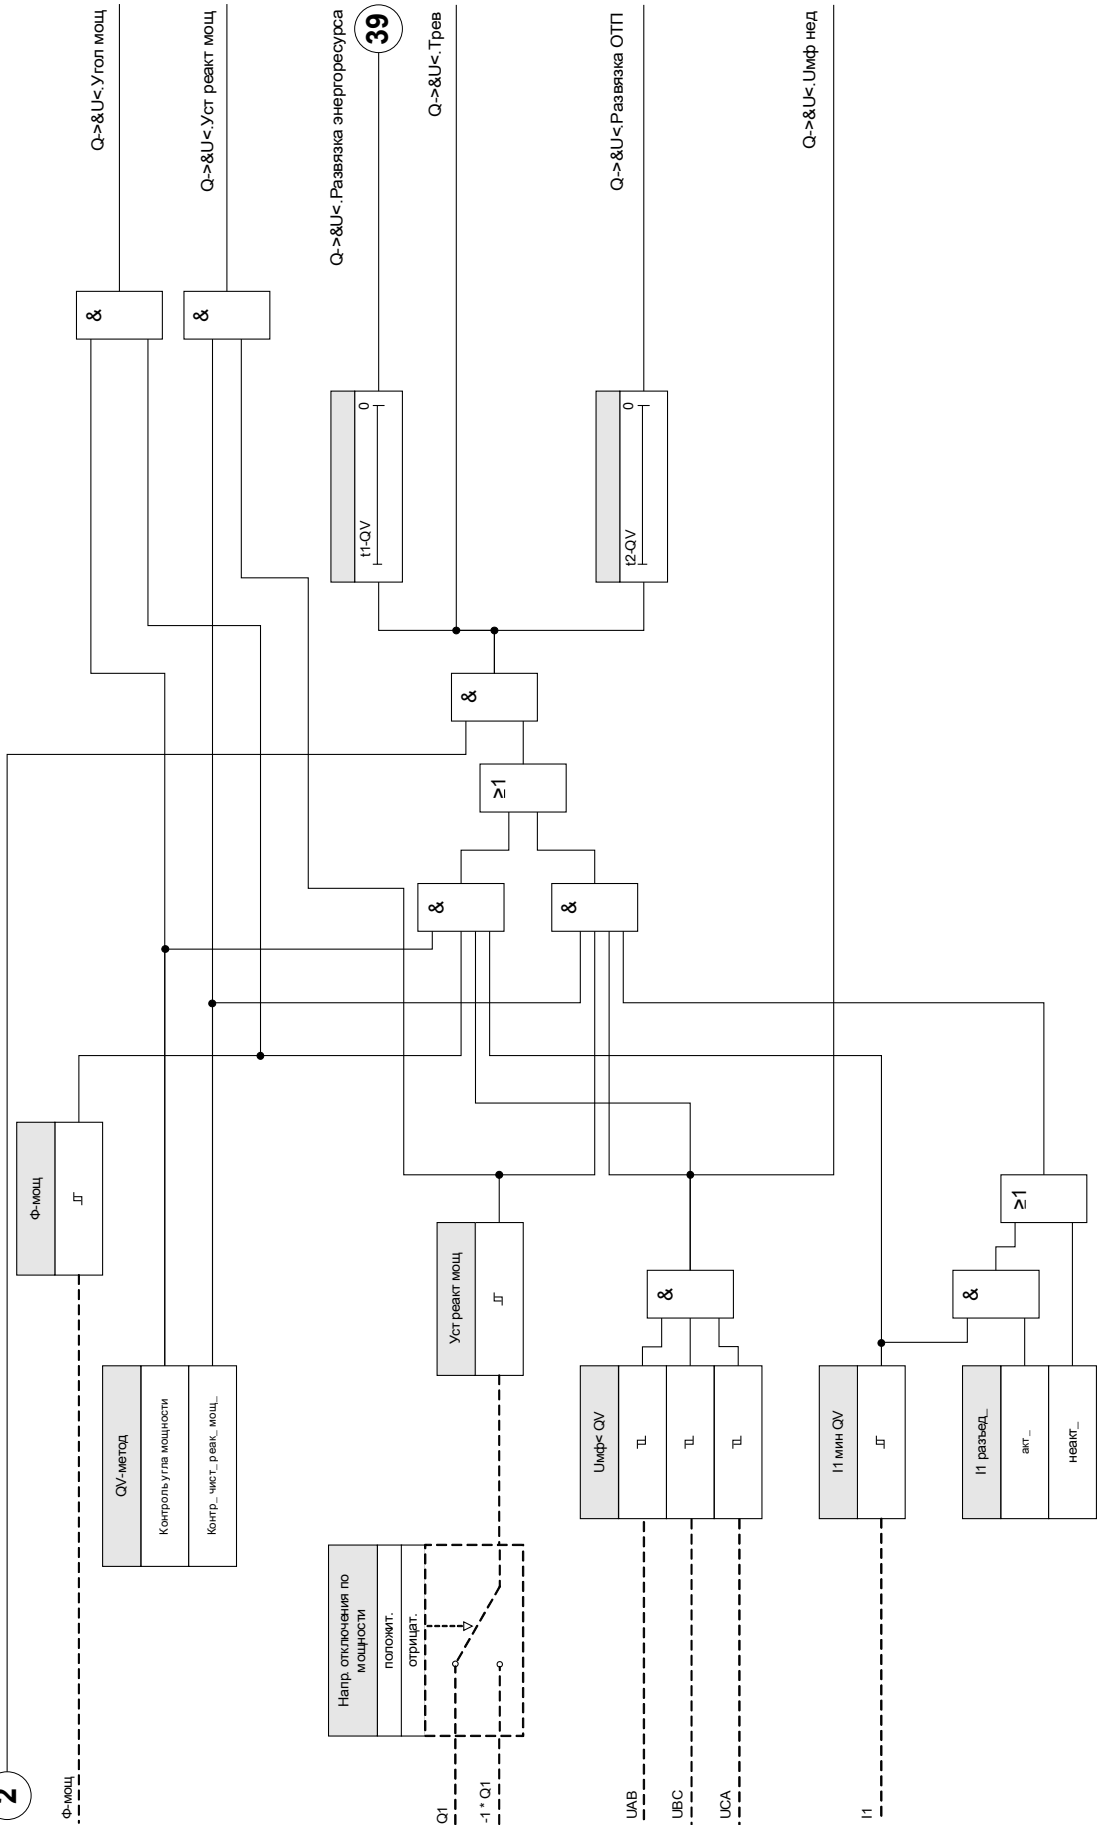 2
Ф-мощ
Ф-мощ
QV-метод
Контроль угла мощности
Контр_ чист_ реак_ мощ_
&
Q->&U<.Угол мощ
&
Q->&U<.Уст реакт мощ
Q1
-1 * Q1
Напр. отключения по
мощности
положит.
отрицат.
Уст реакт мощ
&
&
≥1
&
t1-QV
0
Q->&U<.Развязка энергоресурса
39
Q->&U<.Трев
t2-QV
0
Q->&U<.Развязка ОТП
UAB
UBC
UCA
Uмф< QV
&
Q->&U<.Uмф нед
I1
I1 мин QV
I1 разъед_
акт_
неакт_
&
≥1